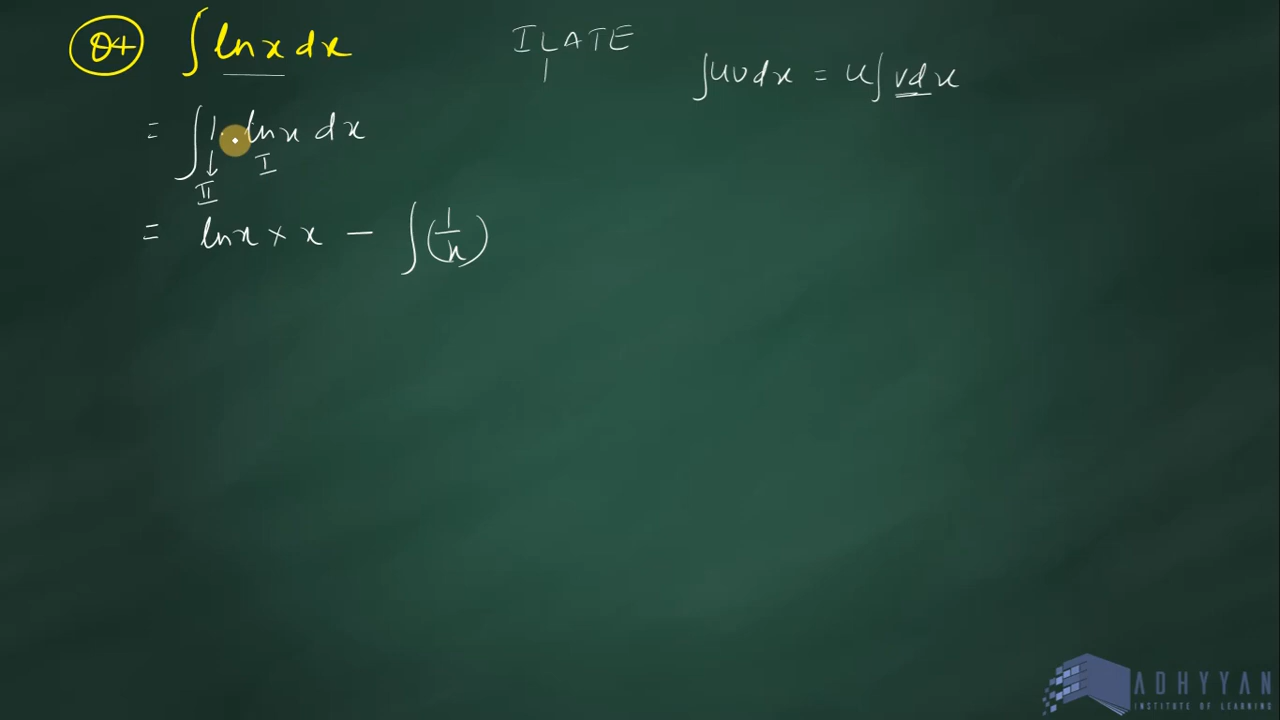 Q4 ∫ ln x dx
ILATE
∫uv dx = u∫v dx
= ∫ 1 · ln x dx
II I
= ln x × x − ∫(1/x)
ADHYYAN
INSTITUTE OF LEARNING